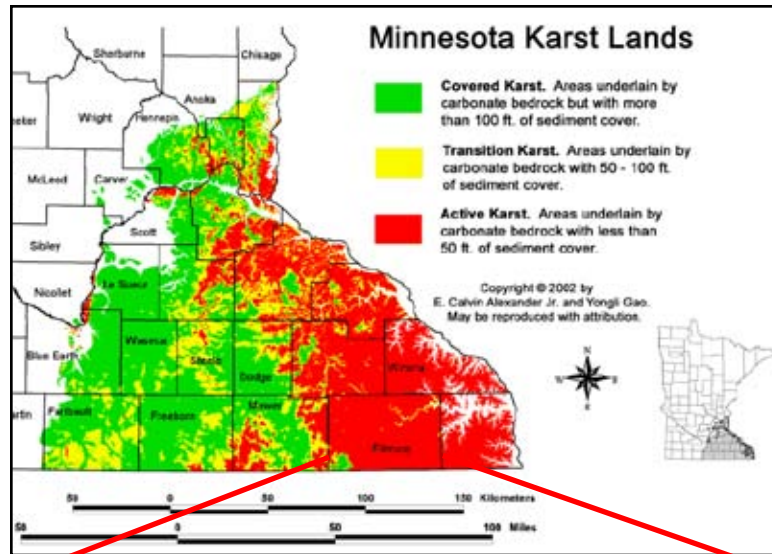 Minnesota Karst Lands
Covered Karst. Areas underlain by
carbonate bedrock but with more
than 100 ft. of sediment cover.
Transition Karst. Areas underlain by
carbonate bedrock with 50 - 100 ft.
of sediment cover.
Active Karst. Areas underlain by
carbonate bedrock with less than
50 ft. of sediment cover.
Copyright © 2002 by
E. Calvin Alexander Jr. and Yongli Gao.
May be reproduced with attribution.
N
W
E
S
Sherburne
Chisago
Anoka
Wright
Hennepin
eeker
McLeod
Carver
Scott
Sibley
Nicollet
Le Sueur
Blue Earth
Waseca
Steele
Dodge
Winona
artin
Faribault
Freeborn
Mower
Fillmore
50 0 50 100 150 Kilometers
50 0 50 100 Miles